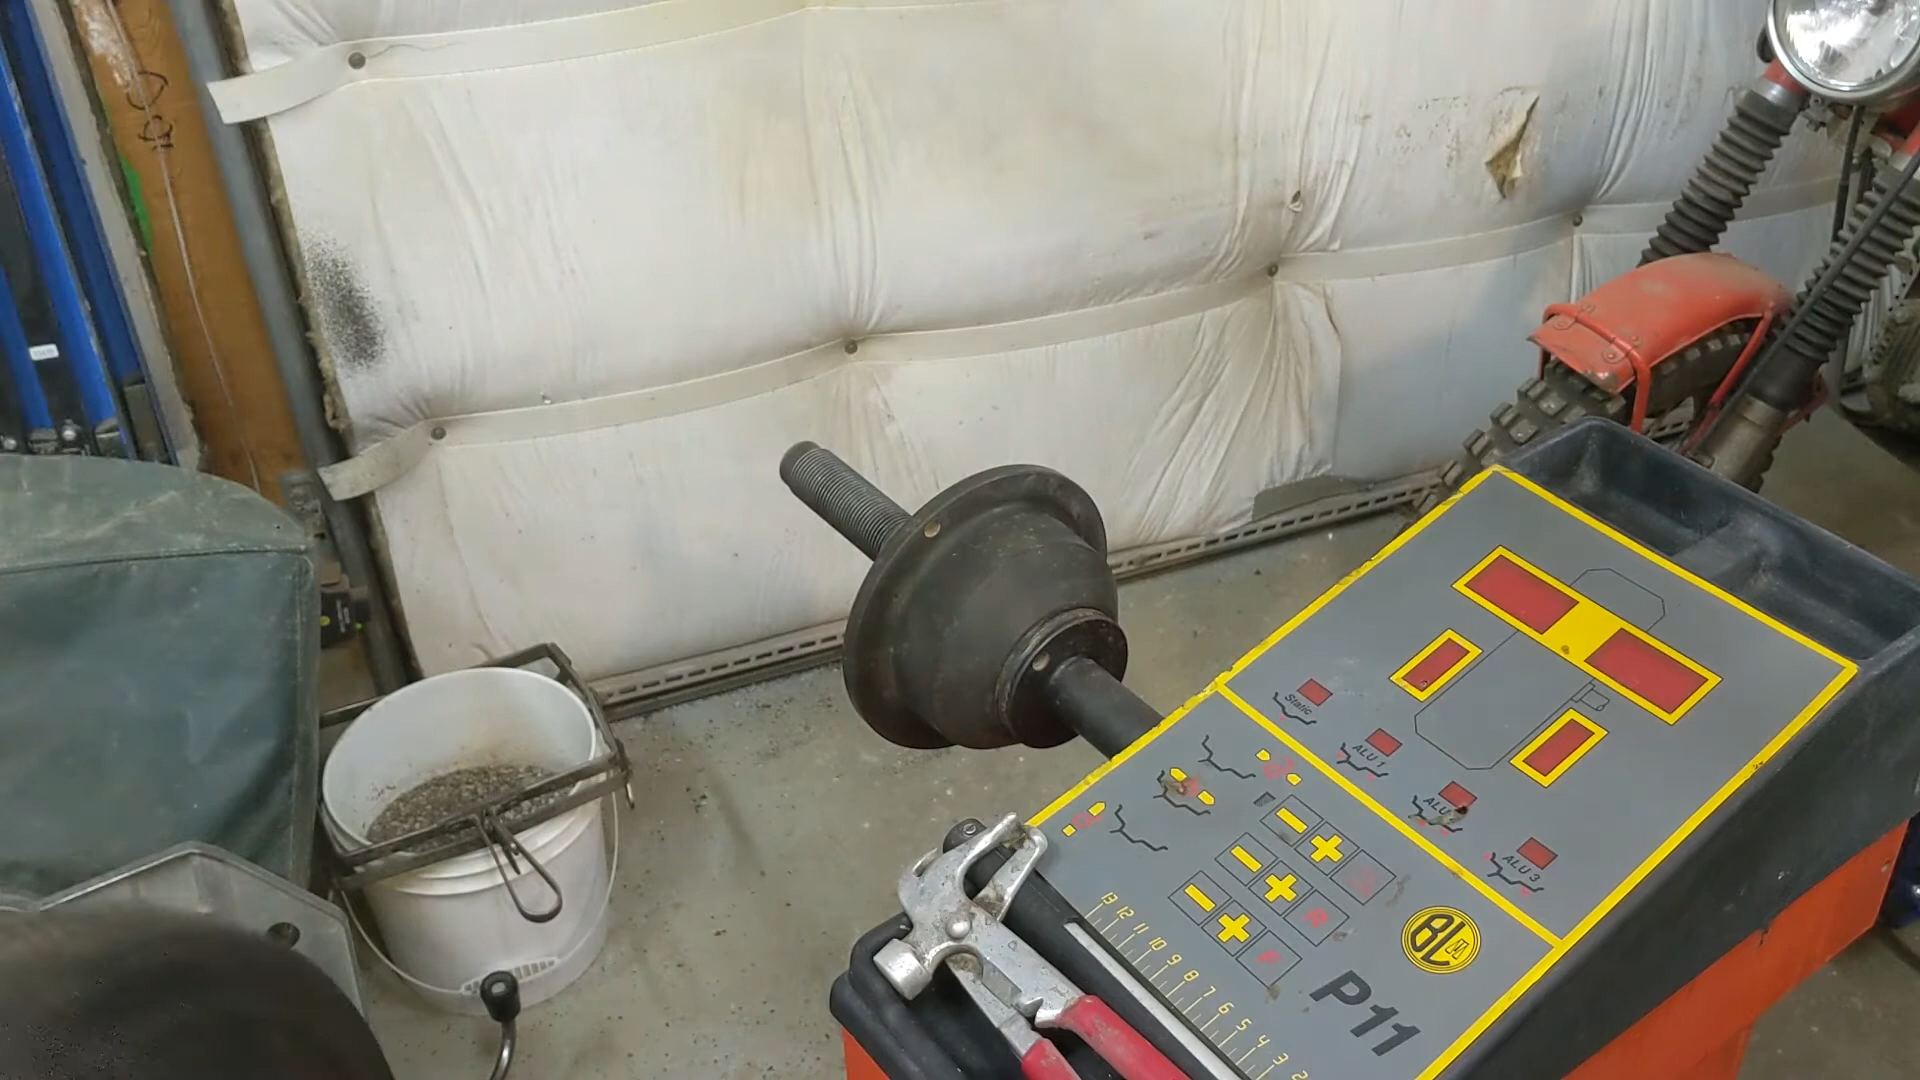 Static
ALU 1
ALU 2
ALU 3
R
F
BL
P11
13 12 11 10 9 8 7 6 5 4 3 2